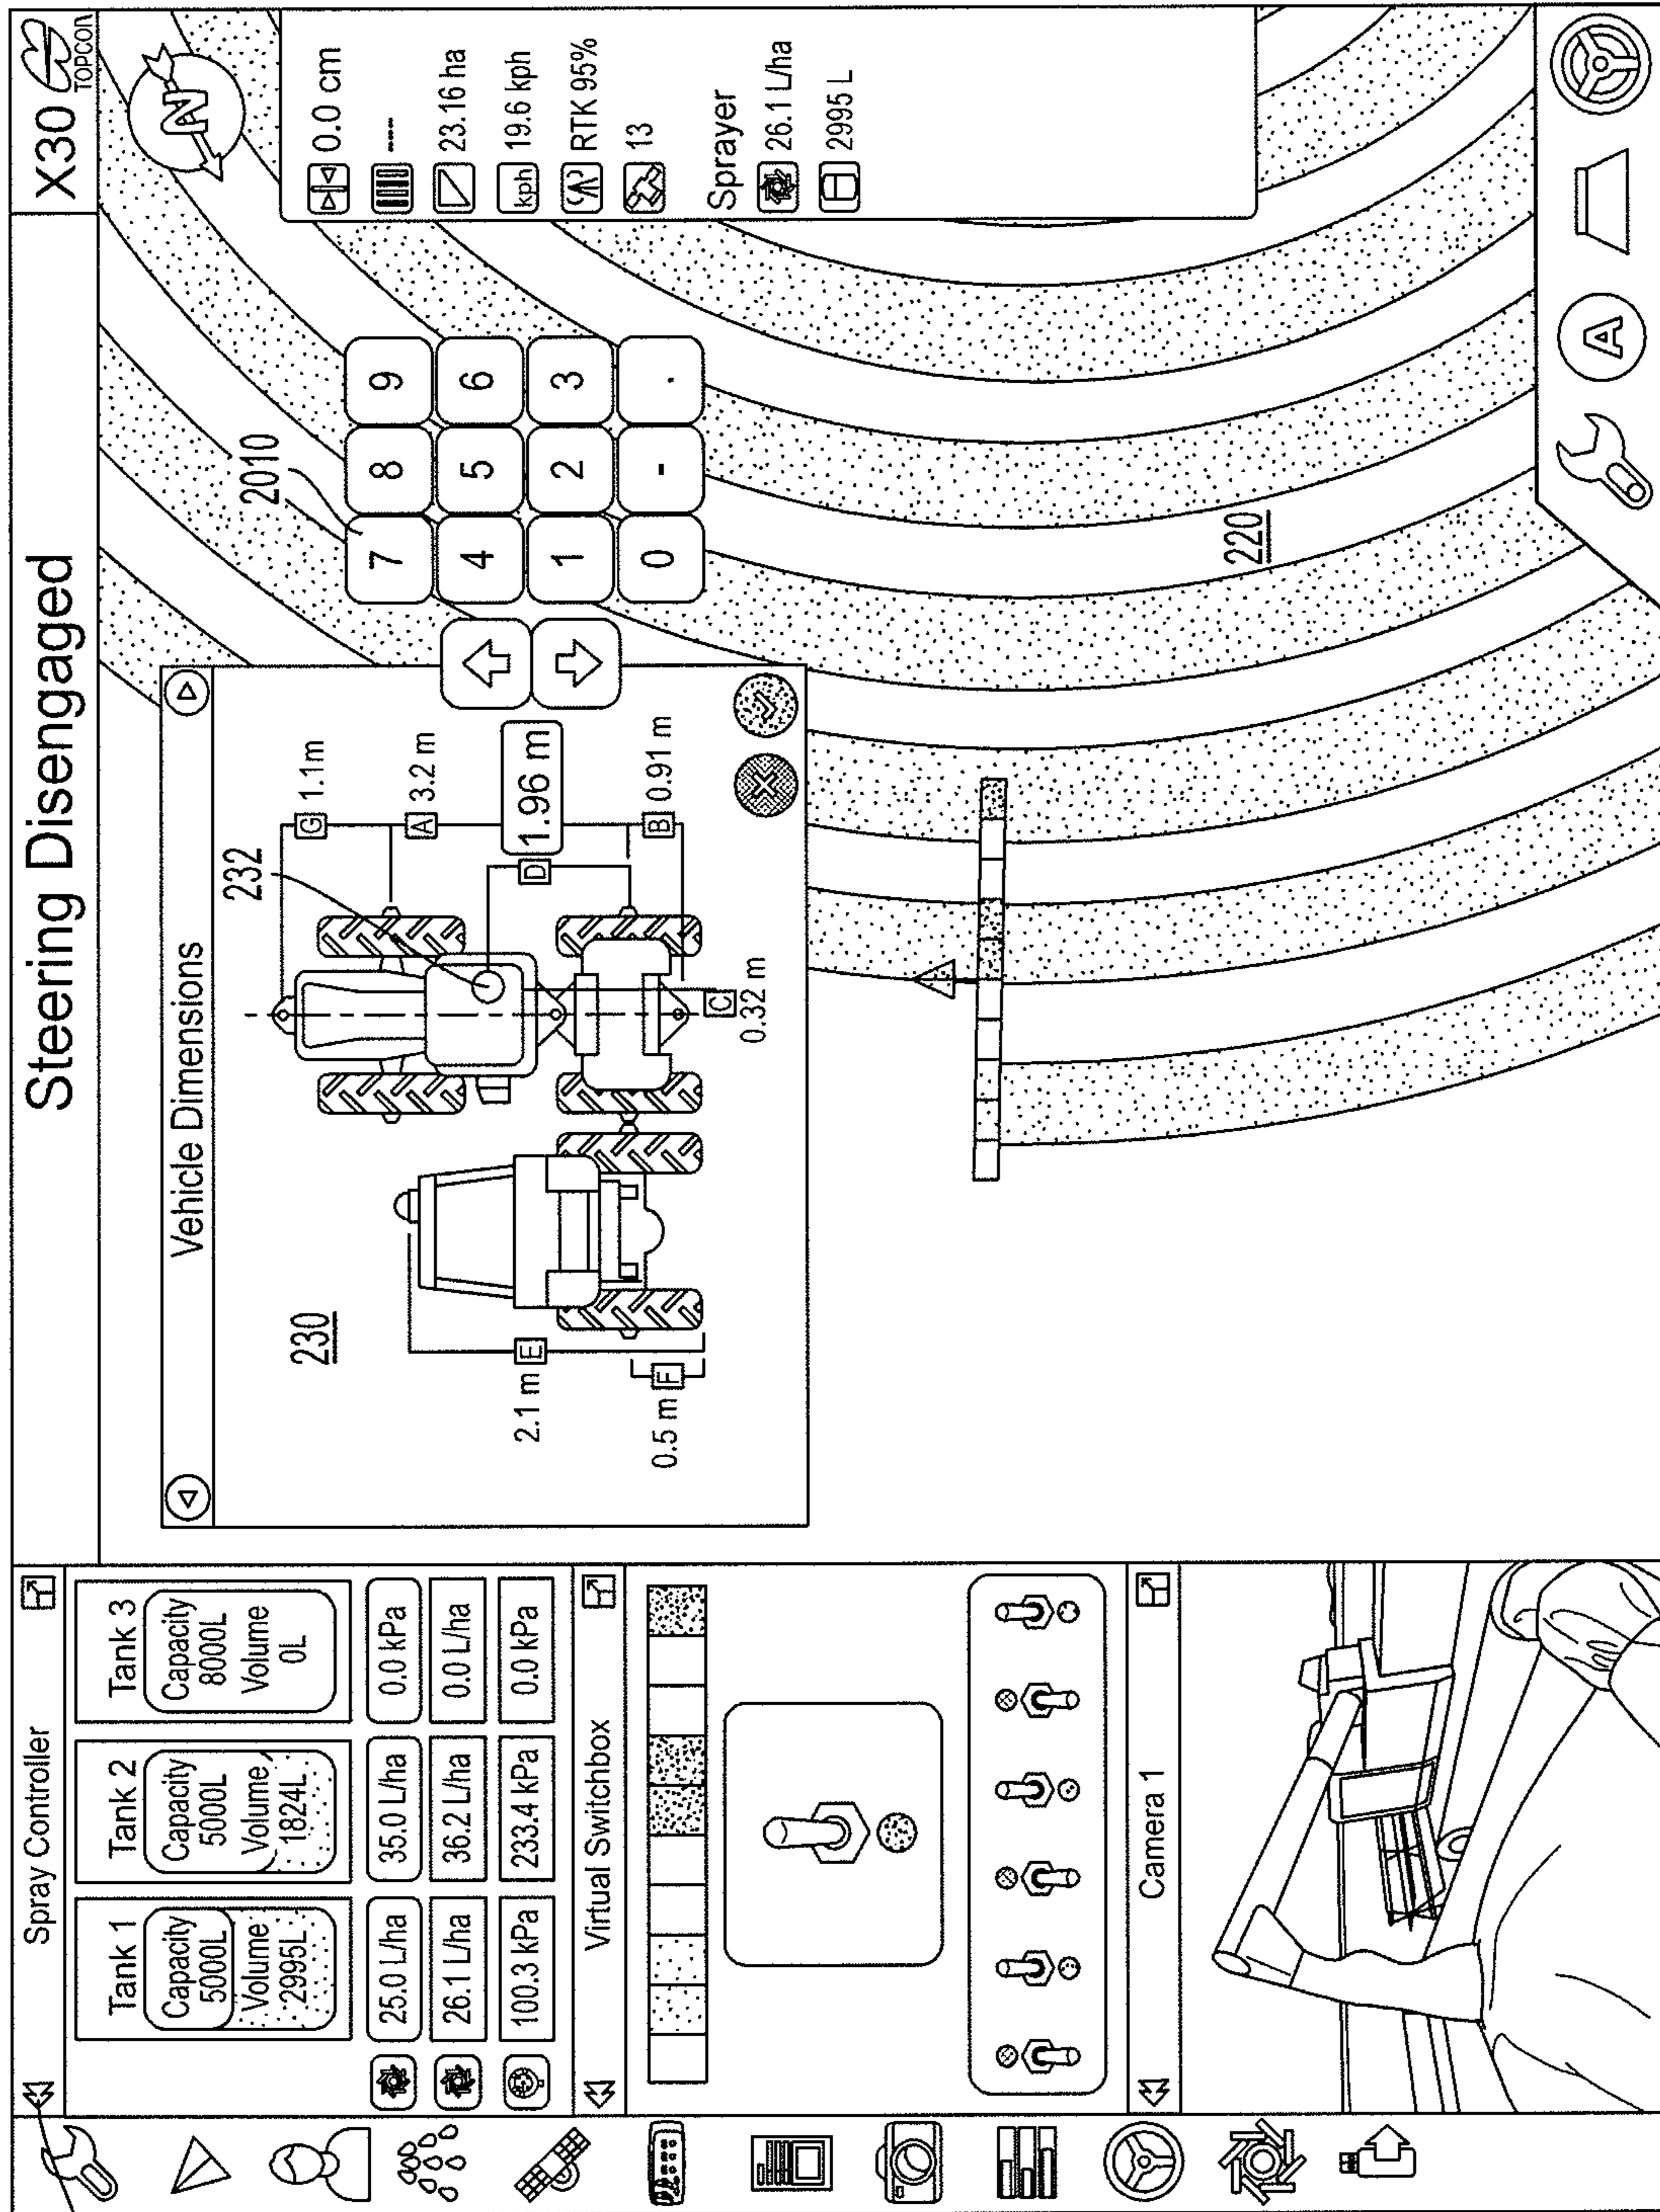 Steering Disengaged
X30
TOPCON
Spray Controller
Tank 1
Capacity
5000L
Volume
2995L
Tank 2
Capacity
5000L
Volume
1824L
Tank 3
Capacity
8000L
Volume
0L
25.0 L/ha
35.0 L/ha
0.0 kPa
26.1 L/ha
36.2 L/ha
0.0 L/ha
100.3 kPa
233.4 kPa
0.0 kPa
Virtual Switchbox
Camera 1
Vehicle Dimensions
230
232
G 1.1m
A 3.2 m
D 1.96 m
B 0.91 m
C
0.32 m
2.1 m E
0.5 m F
2010
7 8 9
4 5 6
1 2 3
0 - .
220
N
0.0 cm
----
23.16 ha
kph 19.6 kph
RTK 95%
13
Sprayer
26.1 L/ha
2995 L
A